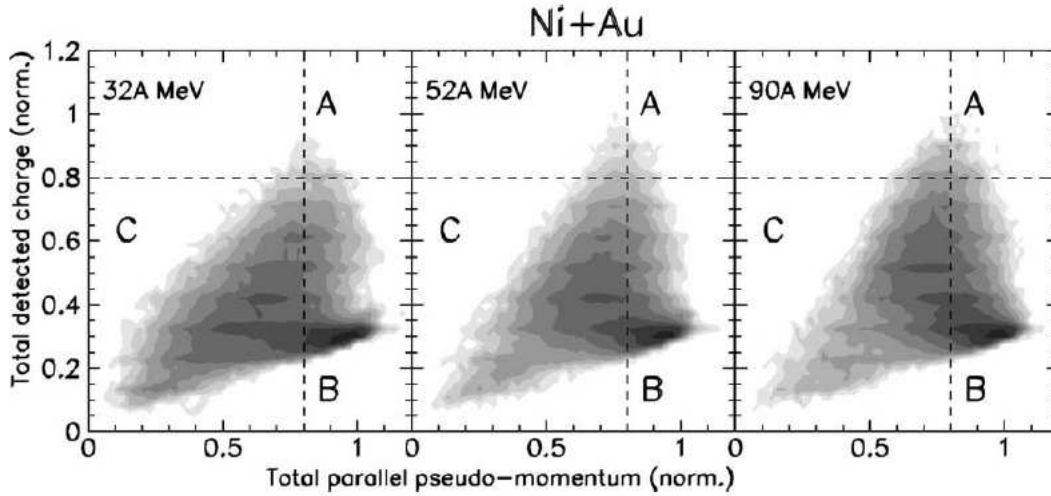 Ni+Au
Total detected charge (norm.)
1.2
1
0.8
0.6
0.4
0.2
0
32A MeV
A
C
B
52A MeV
A
C
B
90A MeV
A
C
B
0 0.5 1 0 0.5 1 0 0.5 1
Total parallel pseudo-momentum (norm.)